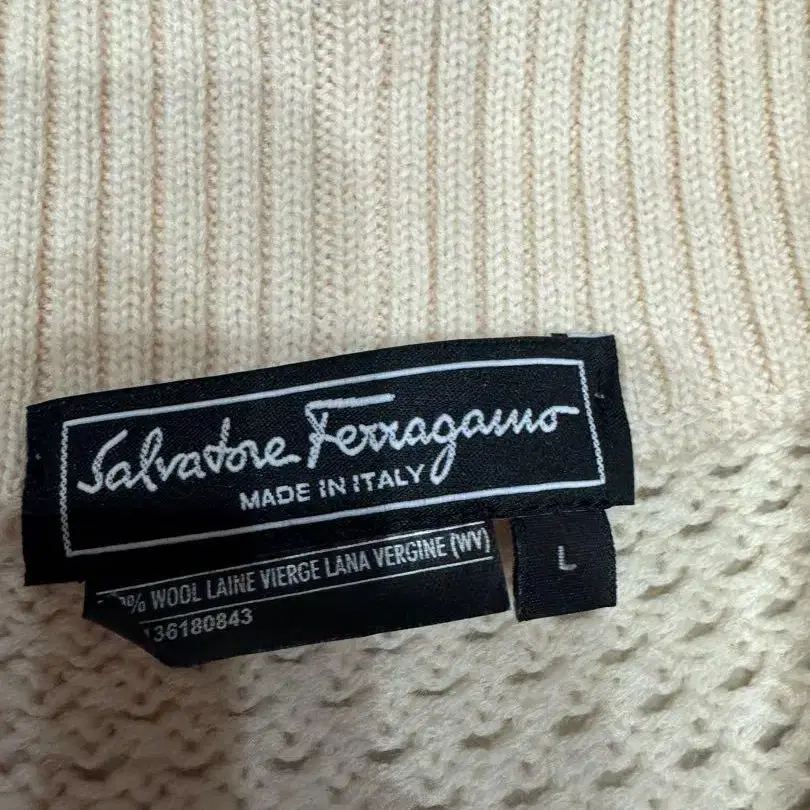 Salvatore Ferragamo
MADE IN ITALY
% WOOL LAINE VIERGE LANA VERGINE (WV)
136180843
L